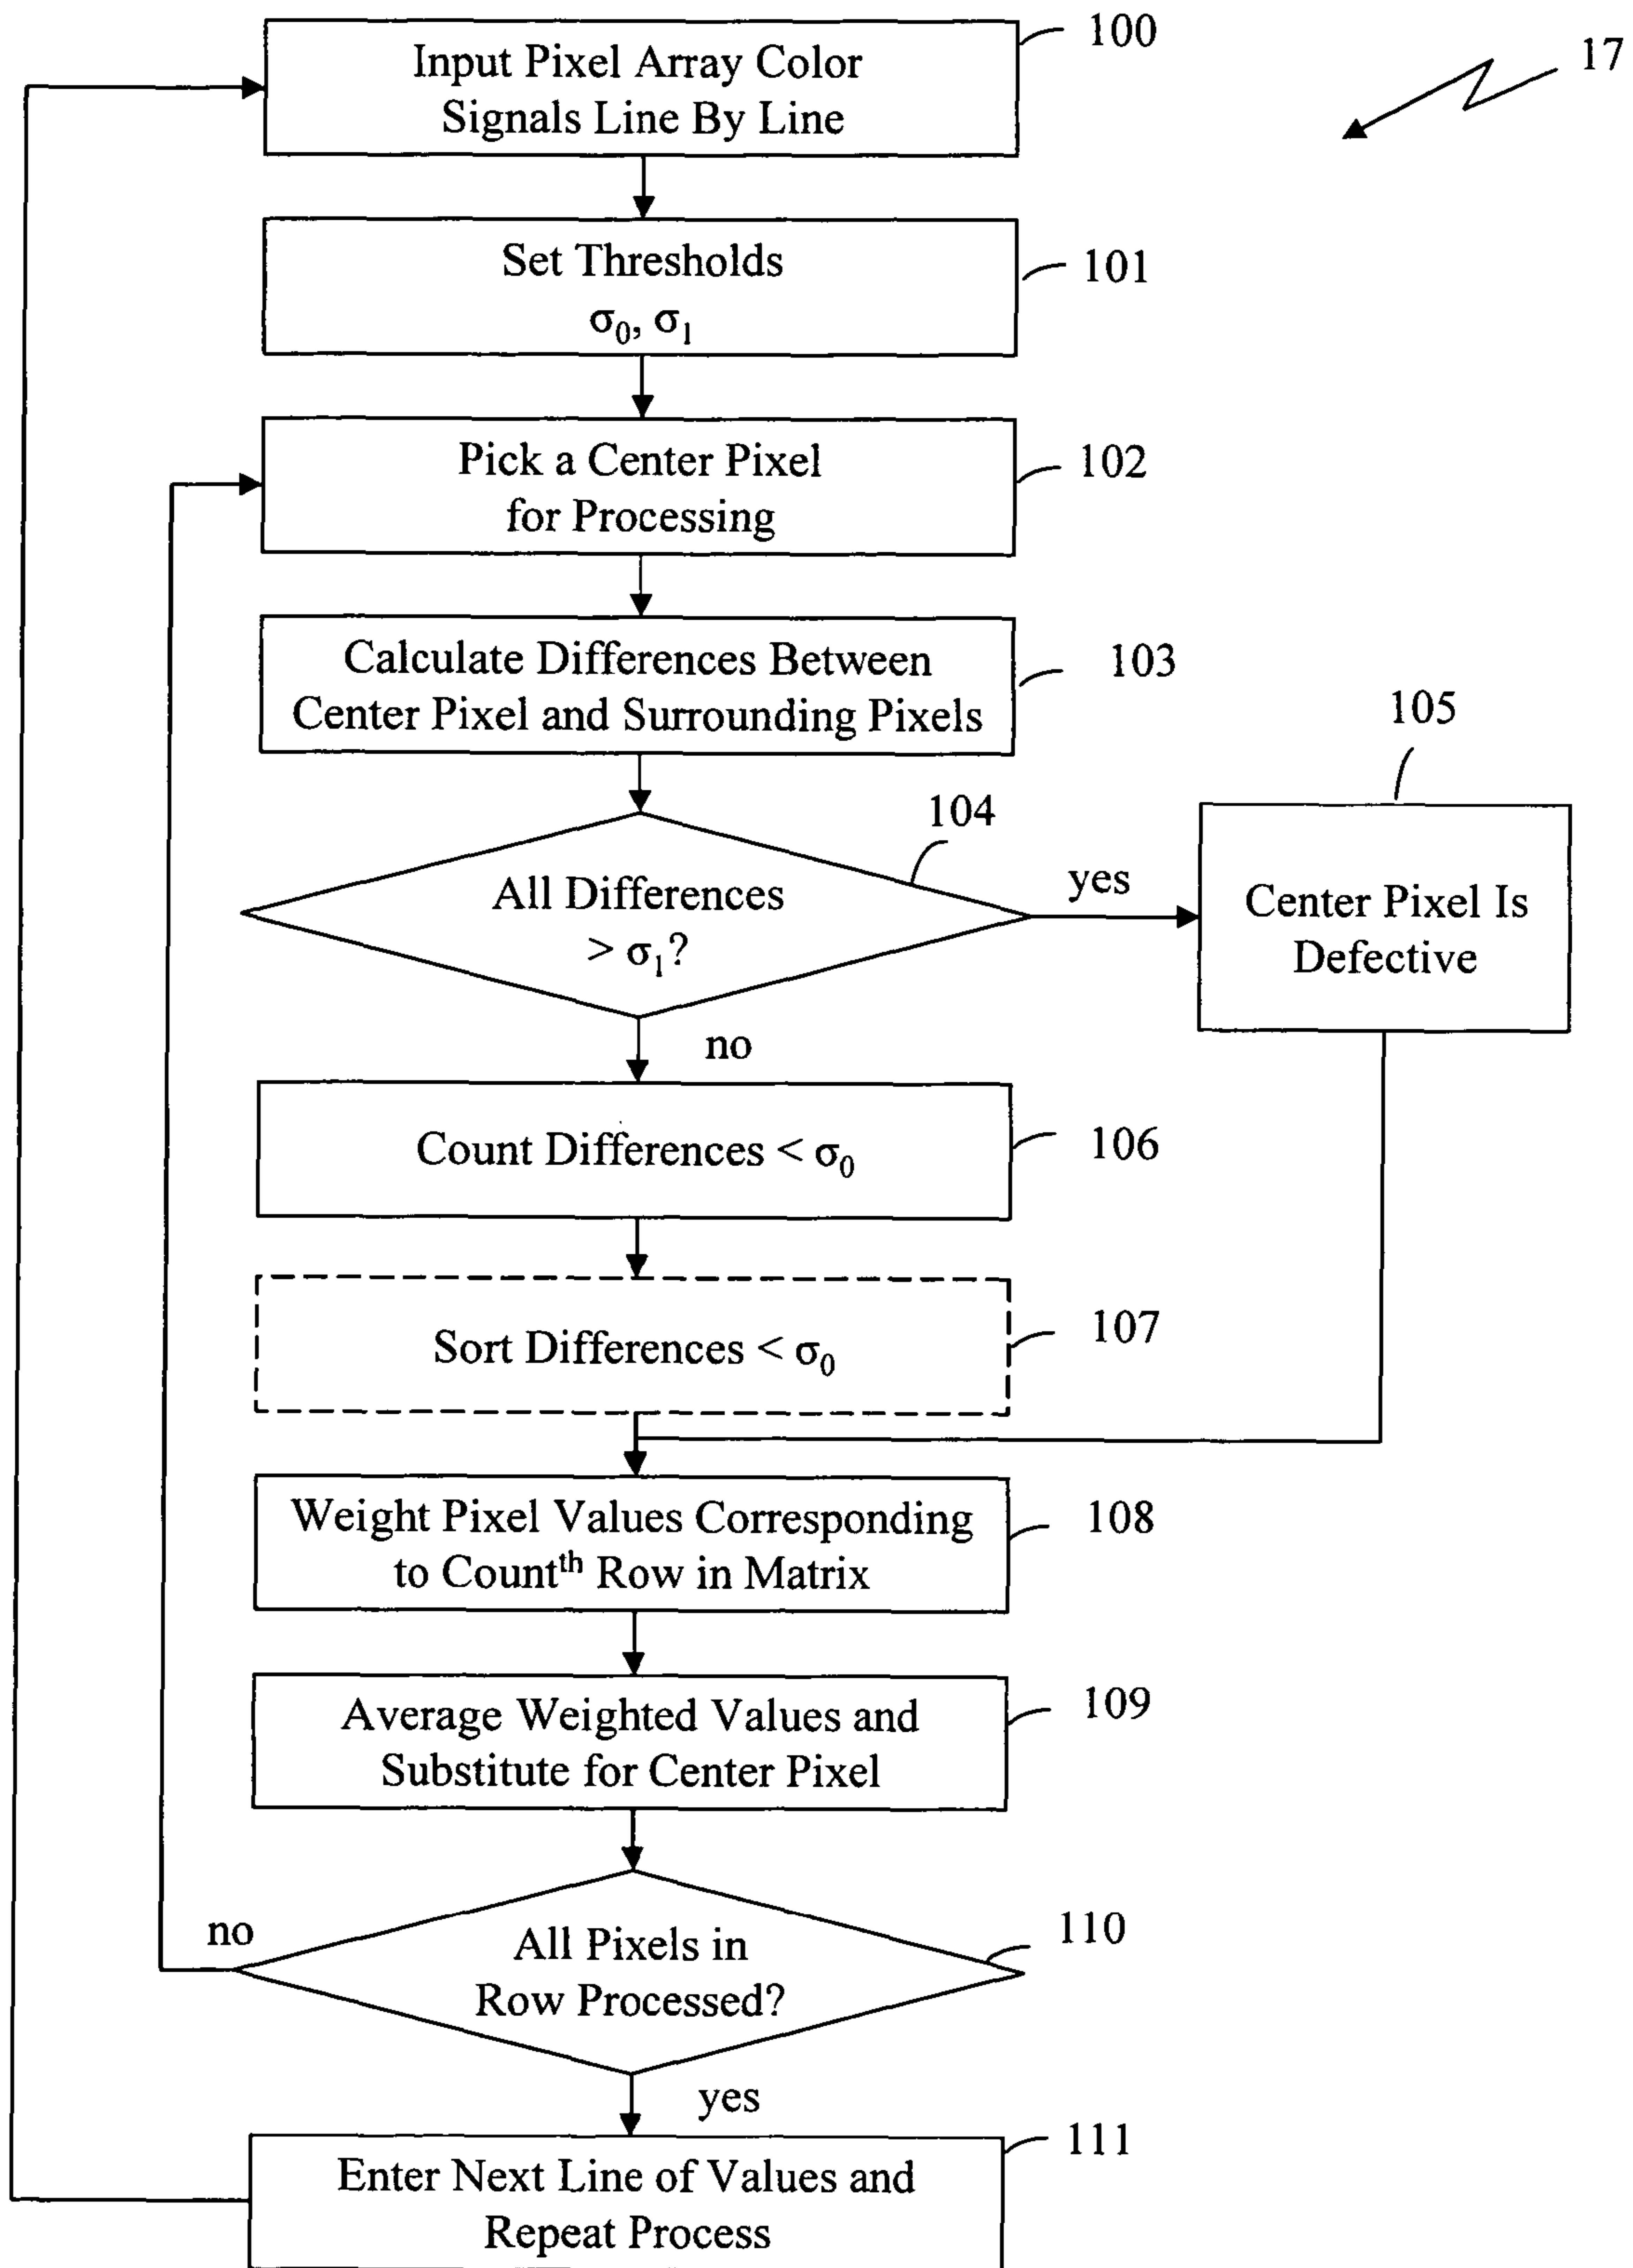 100
Input Pixel Array Color
Signals Line By Line
17
Set Thresholds
σ0, σ1
101
Pick a Center Pixel
for Processing
102
Calculate Differences Between
Center Pixel and Surrounding Pixels
103
105
104
All Differences
> σ1?
yes
Center Pixel Is
Defective
no
Count Differences < σ0
106
Sort Differences < σ0
107
Weight Pixel Values Corresponding
to Countth Row in Matrix
108
Average Weighted Values and
Substitute for Center Pixel
109
no
All Pixels in
Row Processed?
110
yes
Enter Next Line of Values and
Repeat Process
111